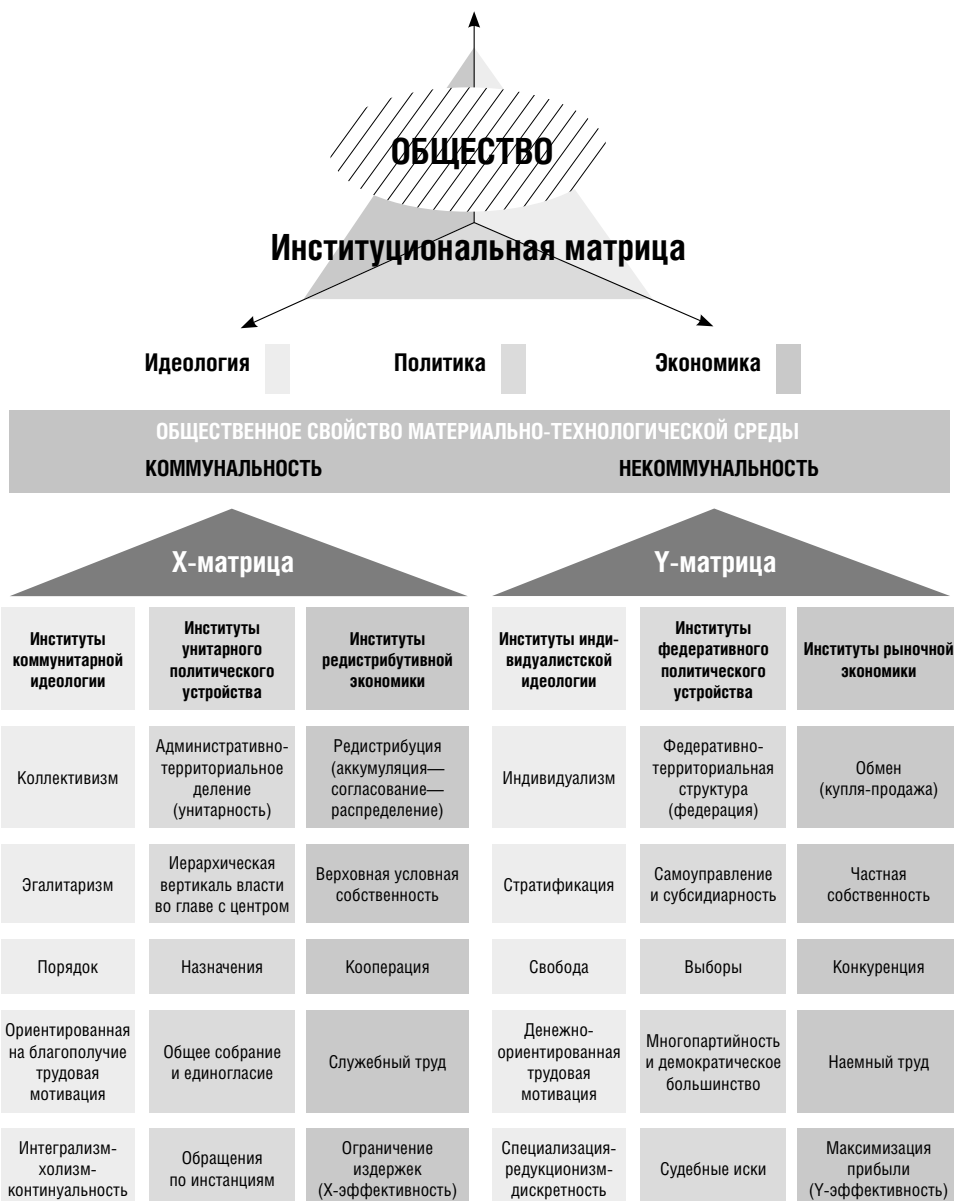 ОБЩЕСТВО
Институциональная матрица
Идеология
Политика
Экономика
ОБЩЕСТВЕННОЕ СВОЙСТВО МАТЕРИАЛЬНО-ТЕХНОЛОГИЧЕСКОЙ СРЕДЫ
КОММУНАЛЬНОСТЬ
НЕКОММУНАЛЬНОСТЬ
X-матрица
Y-матрица
Институты
коммунитарной
идеологии
Институты
унитарного
политического
устройства
Институты
редистрибутивной
экономики
Институты инди-
видуалистской
идеологии
Институты
федеративного
политического
устройства
Институты рыночной
экономики
Коллективизм
Административно-
территориальное
деление
(унитарность)
Редистрибуция
(аккумуляция—
согласование—
распределение)
Индивидуализм
Федеративно-
территориальная
структура
(федерация)
Обмен
(купля-продажа)
Эгалитаризм
Иерархическая
вертикаль власти
во главе с центром
Верховная условная
собственность
Стратификация
Самоуправление
и субсидиарность
Частная
собственность
Порядок
Назначения
Кооперация
Свобода
Выборы
Конкуренция
Ориентированная
на благополучие
трудовая
мотивация
Общее собрание
и единогласие
Служебный труд
Денежно-
ориентированная
трудовая
мотивация
Многопартийность
и демократическое
большинство
Наемный труд
Интегрализм-
холизм-
континуальность
Обращения
по инстанциям
Ограничение
издержек
(X-эффективность)
Специализация-
редукционизм-
дискретность
Судебные иски
Максимизация
прибыли
(Y-эффективность)